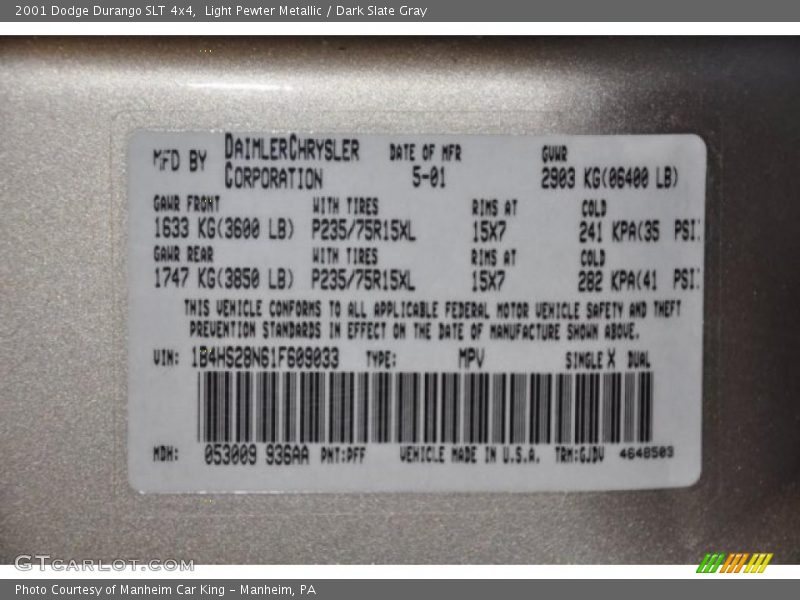 2001 Dodge Durango SLT 4x4,  Light Pewter Metallic / Dark Slate Gray
MFD BY DAIMLERCHRYSLER CORPORATION DATE OF MFR 5-01 GVWR 2903 KG(06400 LB)
GAWR FRONT WITH TIRES RIMS AT COLD
1633 KG(3600 LB) P235/75R15XL 15X7 241 KPA(35 PSI)
GAWR REAR WITH TIRES RIMS AT COLD
1747 KG(3850 LB) P235/75R15XL 15X7 282 KPA(41 PSI)
THIS VEHICLE CONFORMS TO ALL APPLICABLE FEDERAL MOTOR VEHICLE SAFETY AND THEFT
PREVENTION STANDARDS IN EFFECT ON THE DATE OF MANUFACTURE SHOWN ABOVE.
VIN: 1B4HS28N61F609033 TYPE: MPV SINGLE X DUAL
MDH: 053009 936AA PNT:PFF VEHICLE MADE IN U.S.A. TRM:GJDV 4648503
GTCARLOT.COM
Photo Courtesy of Manheim Car King – Manheim, PA